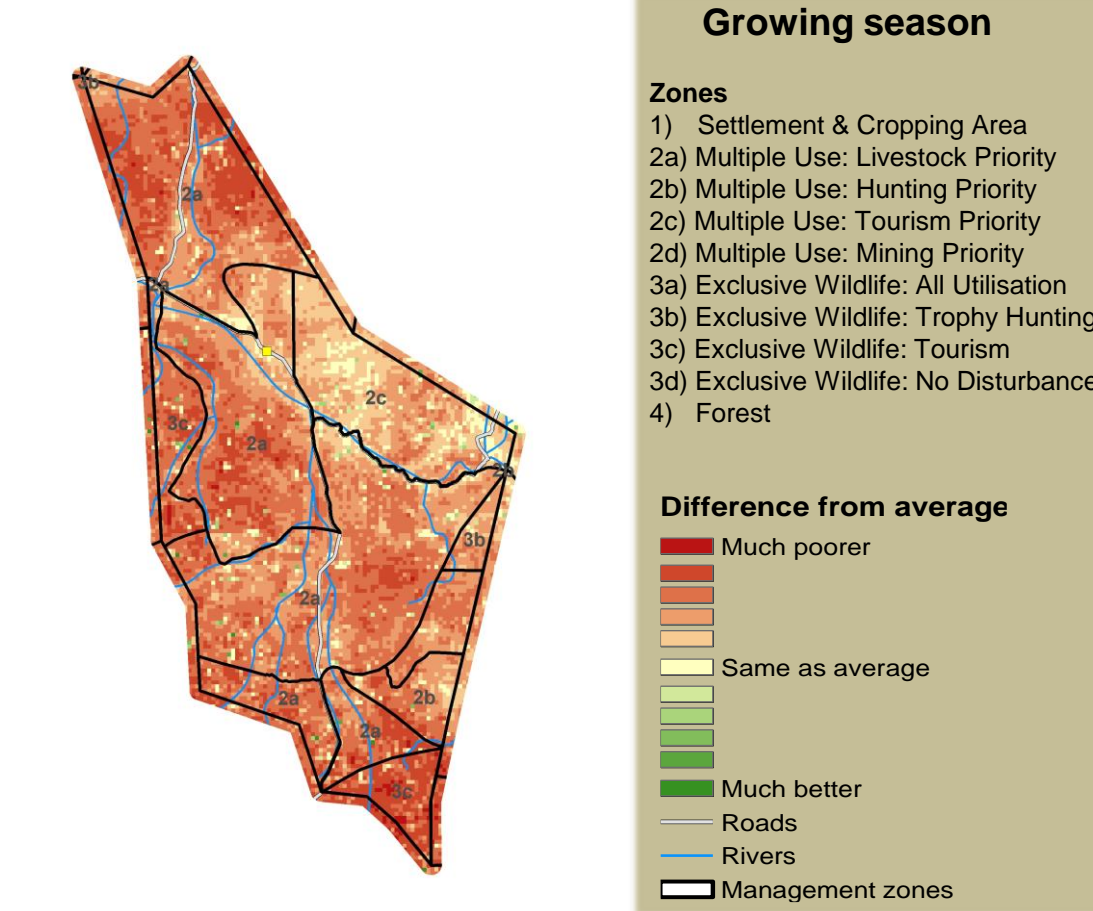 Growing season
Zones
1) Settlement & Cropping Area
2a) Multiple Use: Livestock Priority
2b) Multiple Use: Hunting Priority
2c) Multiple Use: Tourism Priority
2d) Multiple Use: Mining Priority
3a) Exclusive Wildlife: All Utilisation
3b) Exclusive Wildlife: Trophy Hunting
3c) Exclusive Wildlife: Tourism
3d) Exclusive Wildlife: No Disturbance
4) Forest
Difference from average
Much poorer
Same as average
Much better
Roads
Rivers
Management zones
3b
2a
2a
2c
3c
2a
3b
2a
2a
2b
2a
3c